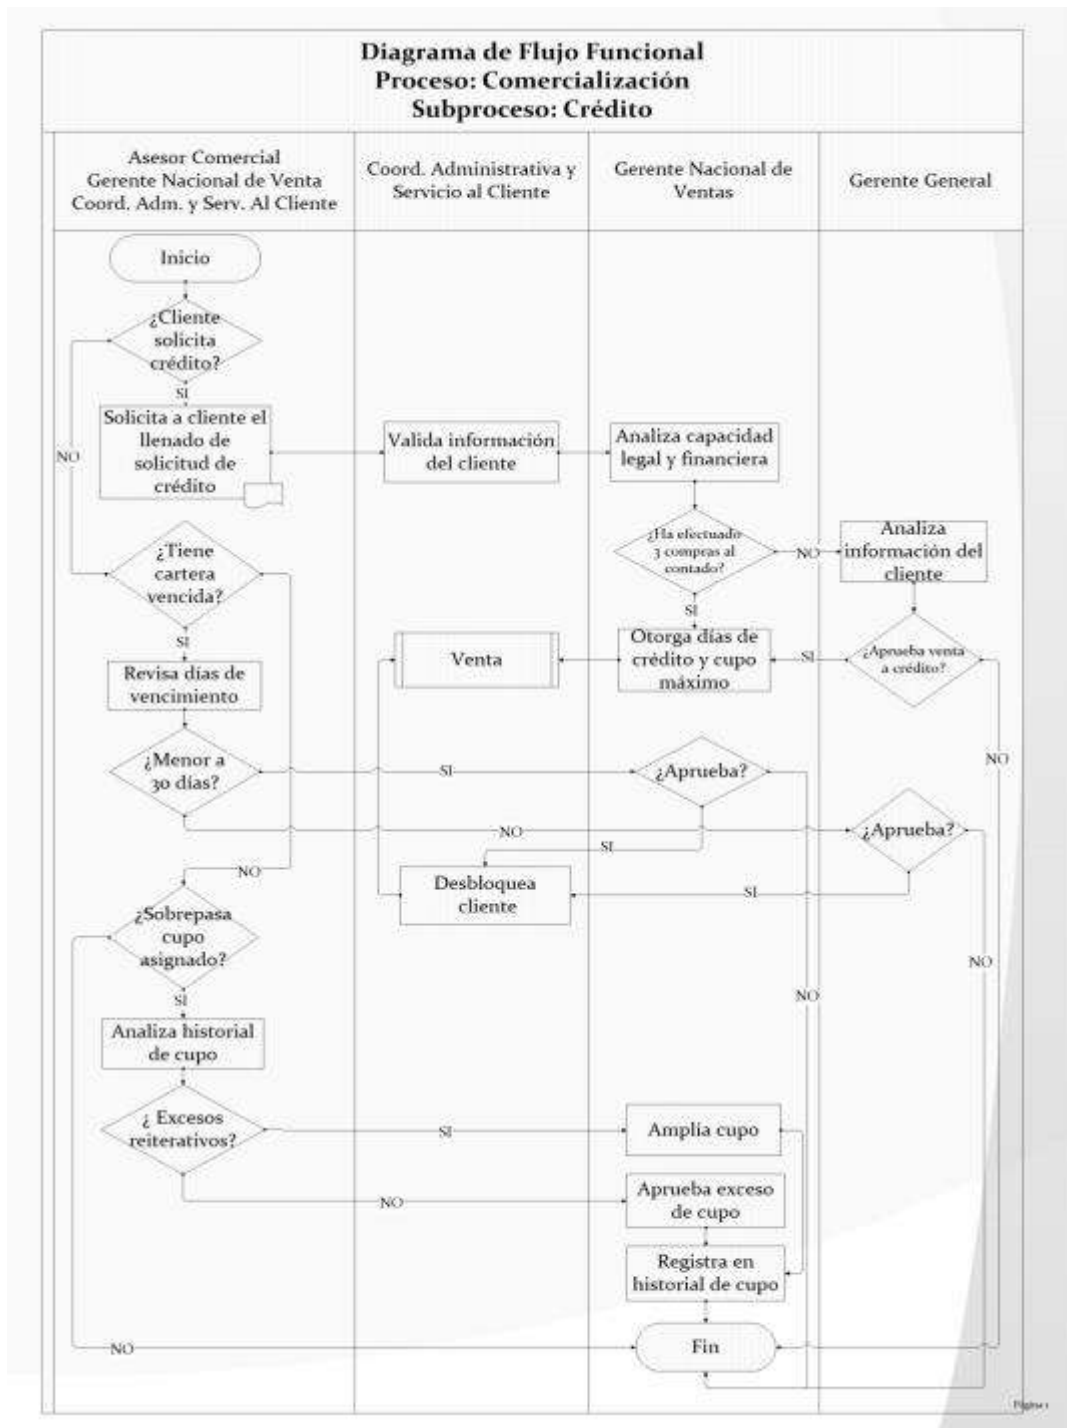 Diagrama de Flujo Funcional
Proceso: Comercialización
Subproceso: Crédito
Asesor Comercial
Gerente Nacional de Venta
Coord. Adm. y Serv. Al Cliente
Coord. Administrativa y
Servicio al Cliente
Gerente Nacional de
Ventas
Gerente General
Inicio
¿Cliente
solicita
crédito?
SI
NO
Solicita a cliente el
llenado de
solicitud de
crédito
Valida información
del cliente
Analiza capacidad
legal y financiera
¿Ha efectuado
3 compras al
contado?
NO
Analiza
información del
cliente
SI
¿Tiene
cartera
vencida?
SI
Revisa días de
vencimiento
Venta
Otorga días de
crédito y cupo
máximo
SI
¿Aprueba venta
a crédito?
NO
¿Menor a
30 días?
SI
¿Aprueba?
NO
¿Aprueba?
SI
NO
Desbloquea
cliente
SI
¿Sobrepasa
cupo
asignado?
NO
NO
SI
Analiza historial
de cupo
¿ Excesos
reiterativos?
SI
Amplía cupo
NO
Aprueba exceso
de cupo
Registra en
historial de cupo
NO
Fin
Página 1